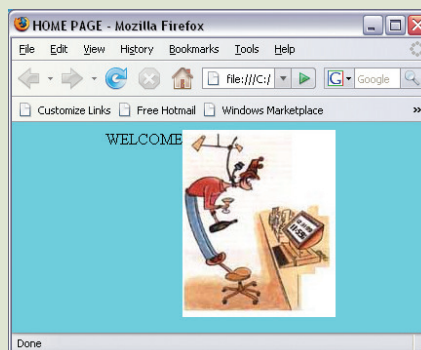 HOME PAGE - Mozilla Firefox
File Edit View History Bookmarks Tools Help
file:///C:/ G Google
Customize Links Free Hotmail Windows Marketplace »
WELCOME
Done